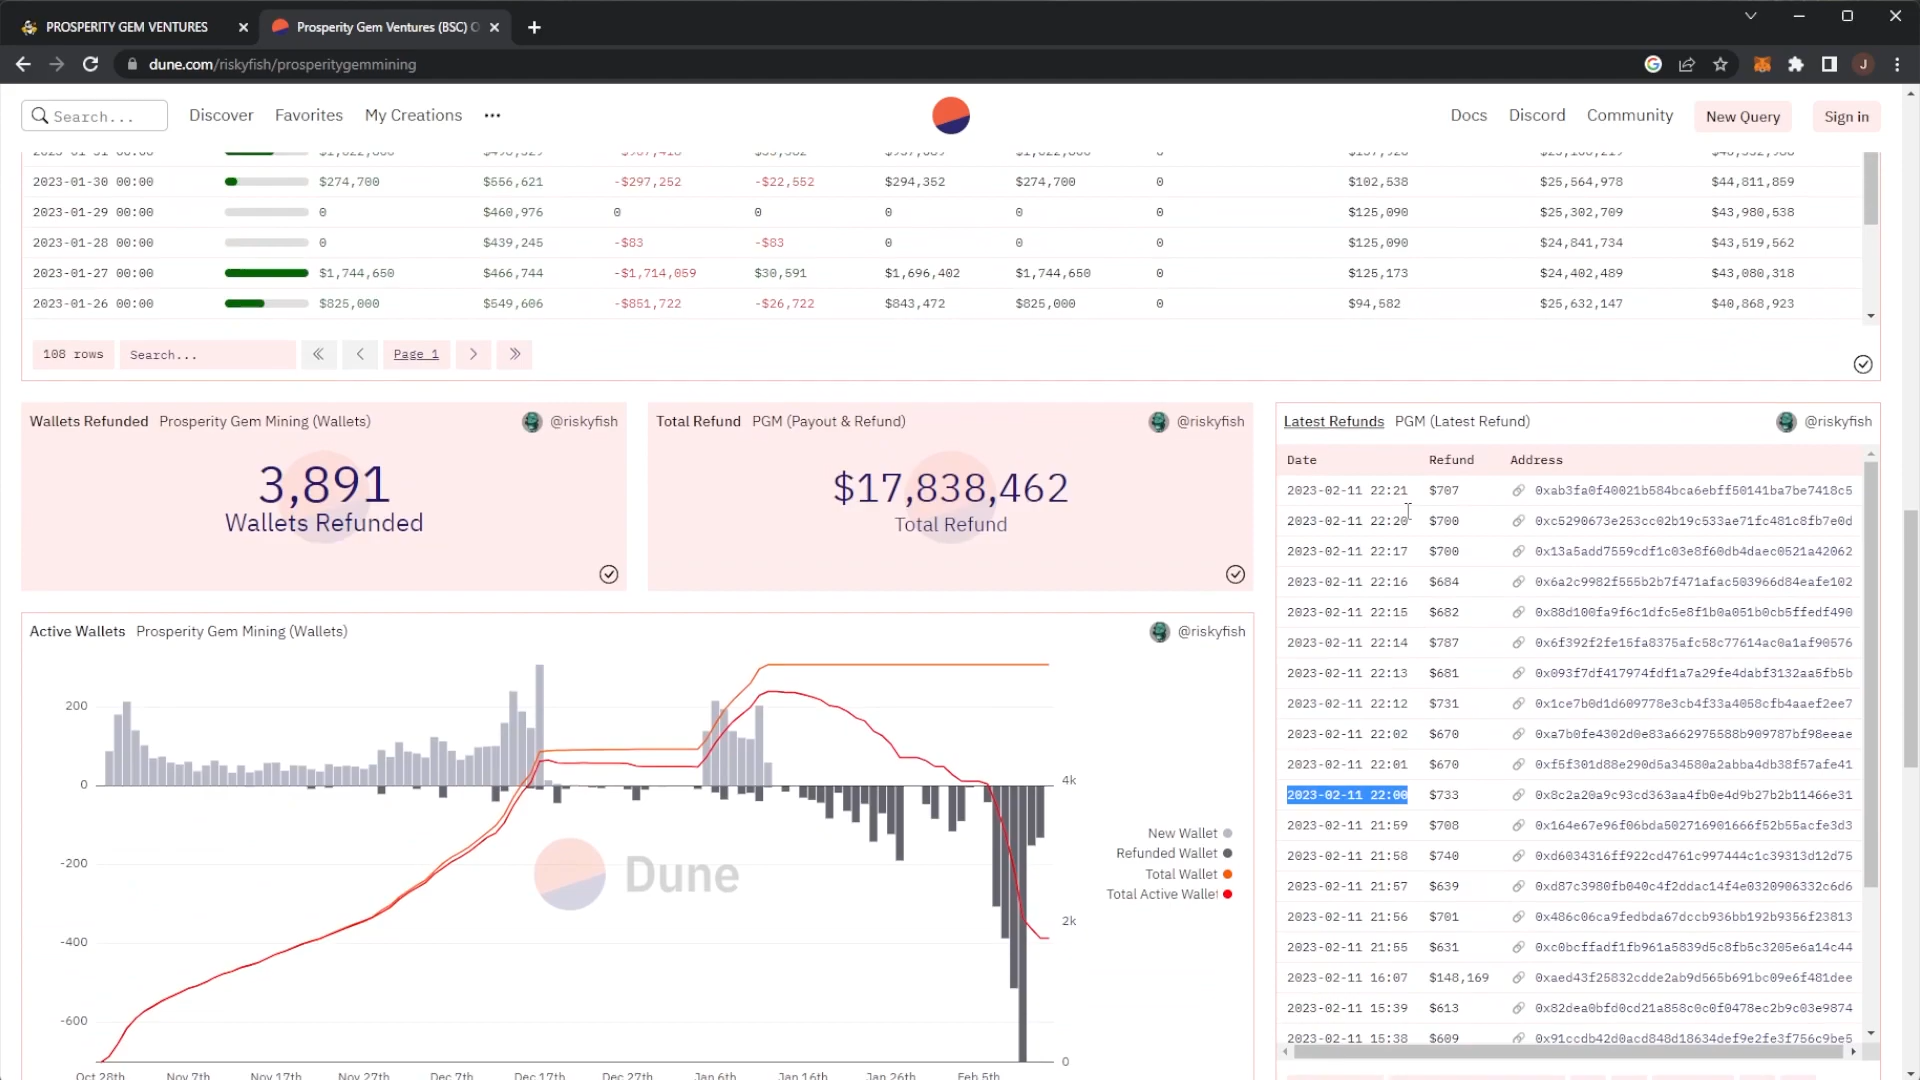 PROSPERITY GEM VENTURES
Prosperity Gem Ventures (BSC)
dune.com/riskyfish/prosperitygemmining
J
Search...
Discover
Favorites
My Creations
Docs
Discord
Community
New Query
Sign in
2023-01-30 00:00 $274,700 $556,621 -$297,252 -$22,552 $294,352 $274,700 0 $102,538 $25,564,978 $44,811,859
2023-01-29 00:00 0 $460,976 0 0 0 0 0 $125,090 $25,302,709 $43,980,538
2023-01-28 00:00 0 $439,245 -$83 -$83 0 0 0 $125,090 $24,841,734 $43,519,562
2023-01-27 00:00 $1,744,650 $466,744 -$1,714,059 $30,591 $1,696,402 $1,744,650 0 $125,173 $24,402,489 $43,080,318
2023-01-26 00:00 $825,000 $549,606 -$851,722 -$26,722 $843,472 $825,000 0 $94,582 $25,632,147 $40,868,923
108 rows
Search...
Page 1
Wallets Refunded Prosperity Gem Mining (Wallets)
@riskyfish
3,891
Wallets Refunded
Total Refund PGM (Payout & Refund)
@riskyfish
$17,838,462
Total Refund
Active Wallets Prosperity Gem Mining (Wallets)
@riskyfish
200
0
-200
-400
-600
4k
2k
0
Dune
New Wallet
Refunded Wallet
Total Wallet
Total Active Wallet
Oct 28th Nov 7th Nov 17th Nov 27th Dec 7th Dec 17th Dec 27th Jan 6th Jan 16th Jan 26th Feb 5th
Latest Refunds PGM (Latest Refund)
@riskyfish
Date Refund Address
2023-02-11 22:21 $707 0xab3fa0f40021b584bca6ebff50141ba7be7418c5
2023-02-11 22:20 $700 0xc5290673e253cc02b19c533ae71fc481c8fb7e0d
2023-02-11 22:17 $700 0x13a5add7559cdf1c03e8f60db4daec0521a42062
2023-02-11 22:16 $684 0x6a2c9982f555b2b7f471afac503966d84eafe102
2023-02-11 22:15 $682 0x88d100fa9f6c1dfc5e8f1b0a051b0cb5ffedf490
2023-02-11 22:14 $787 0x6f392f2fe15fa8375afc58c77614ac0a1af90576
2023-02-11 22:13 $681 0x093f7df417974fdf1a7a29fe4dabf3132aa5fb5b
2023-02-11 22:12 $731 0x1ce7b0d1d609778e3cb4f33a4058cfb4aaef2ee7
2023-02-11 22:02 $670 0xa7b0fe4302d0e83a662975588b909787bf98eeae
2023-02-11 22:01 $670 0xf5f301d88e290d5a34580a2abba4db38f57afe41
2023-02-11 22:00 $733 0x8c2a20a9c93cd363aa4fb0e4d9b27b2b11466e31
2023-02-11 21:59 $708 0x164e67e96f06bda502716901666f52b55acfe3d3
2023-02-11 21:58 $740 0xd6034316ff922cd4761c997444c1c39313d12d75
2023-02-11 21:57 $639 0xd87c3980fb040c4f2ddac14f4e0320906332c6d6
2023-02-11 21:56 $701 0x486c06ca9fedbda67dccb936bb192b9356f23813
2023-02-11 21:55 $631 0xc0bcffadf1fb961a5839d5c8fb5c3205e6a14c44
2023-02-11 16:07 $148,169 0xaed43f25832cdde2ab9d565b691bc09e6f481dee
2023-02-11 15:39 $613 0x82dea0bfd0cd21a858c0c0f0478ec2b9c03e9874
2023-02-11 15:38 $609 0x91ccdb42d0acd848d18634def9e2fe3f756c9be5